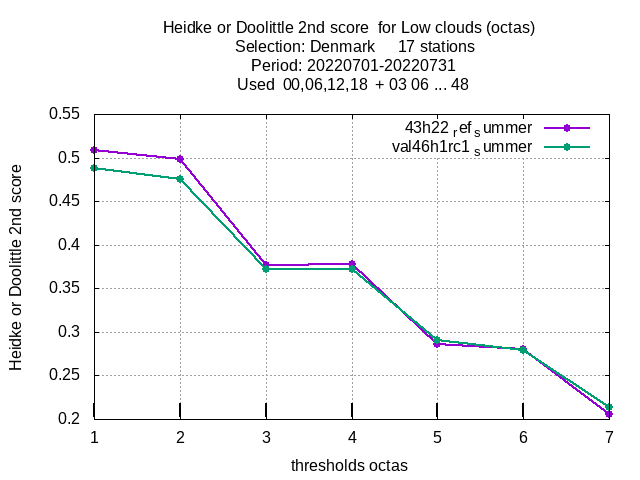 Heidke or Doolittle 2nd score  for Low clouds (octas)
Selection: Denmark     17 stations
Period: 20220701-20220731
Used  00,06,12,18  + 03 06 ... 48
43h22 ref summer
val46h1rc1 summer
Heidke or Doolittle 2nd score
0.55
0.5
0.45
0.4
0.35
0.3
0.25
0.2
1 2 3 4 5 6 7
thresholds octas